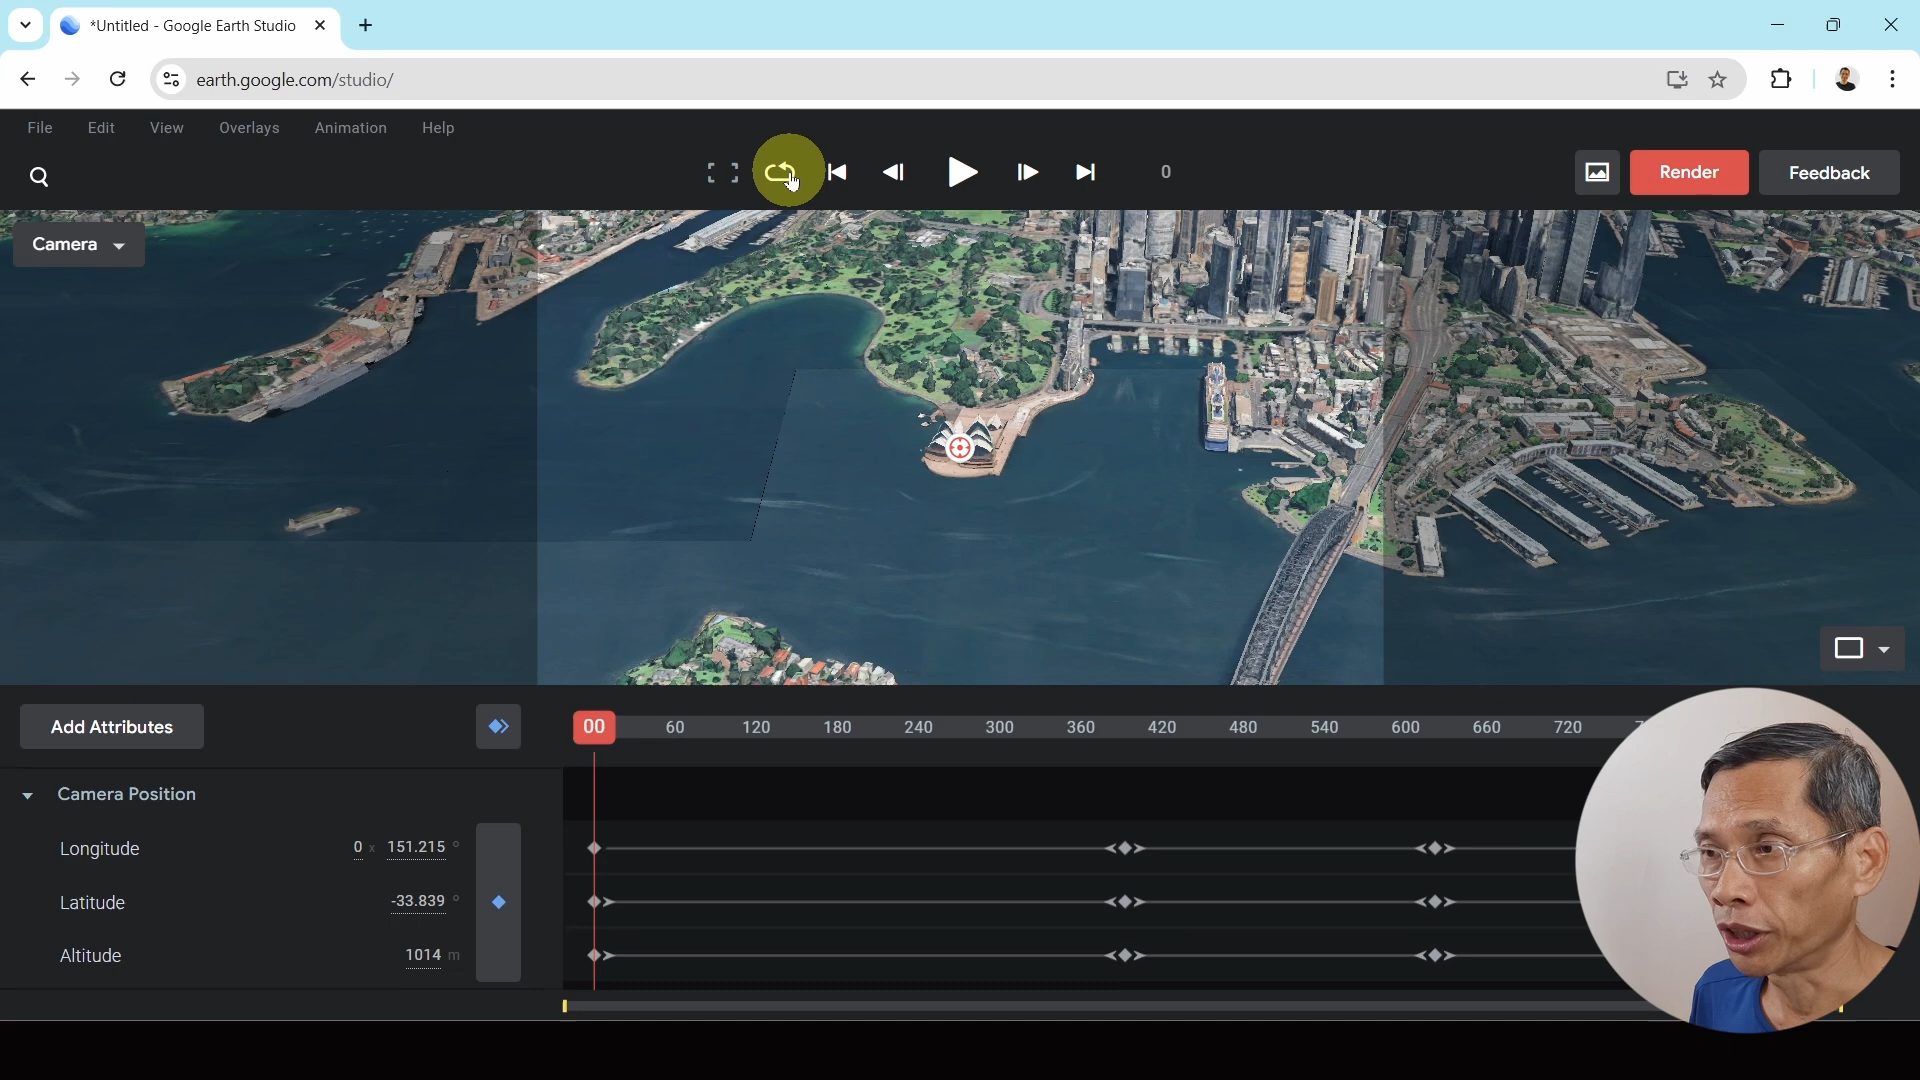 *Untitled - Google Earth Studio
earth.google.com/studio/
File Edit View Overlays Animation Help
0
Render Feedback
Camera
Add Attributes
00 60 120 180 240 300 360 420 480 540 600 660 720
Camera Position
Longitude 0 x 151.215 °
Latitude -33.839 °
Altitude 1014 m